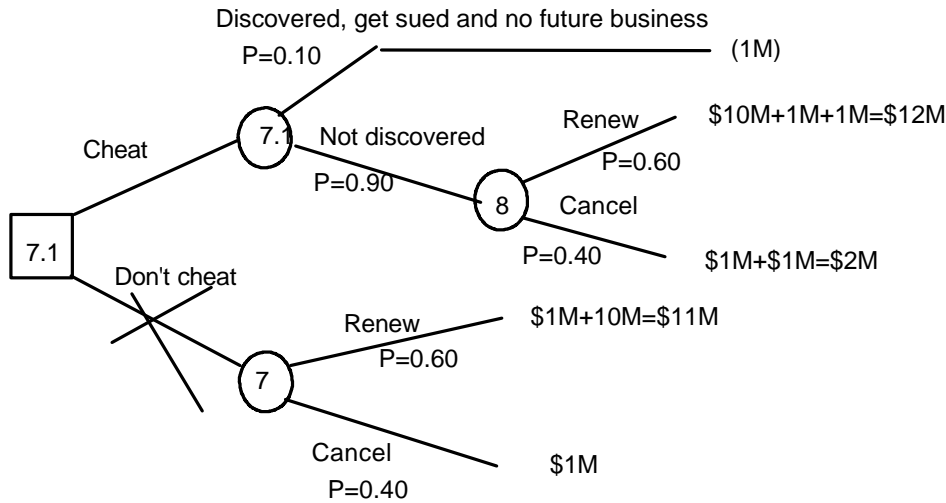 Discovered, get sued and no future business
P=0.10
(1M)
7.1
Not discovered
Renew
$10M+1M+1M=$12M
Cheat
P=0.90
P=0.60
8
Cancel
7.1
P=0.40
$1M+$1M=$2M
Don't cheat
Renew
$1M+10M=$11M
P=0.60
7
Cancel
$1M
P=0.40